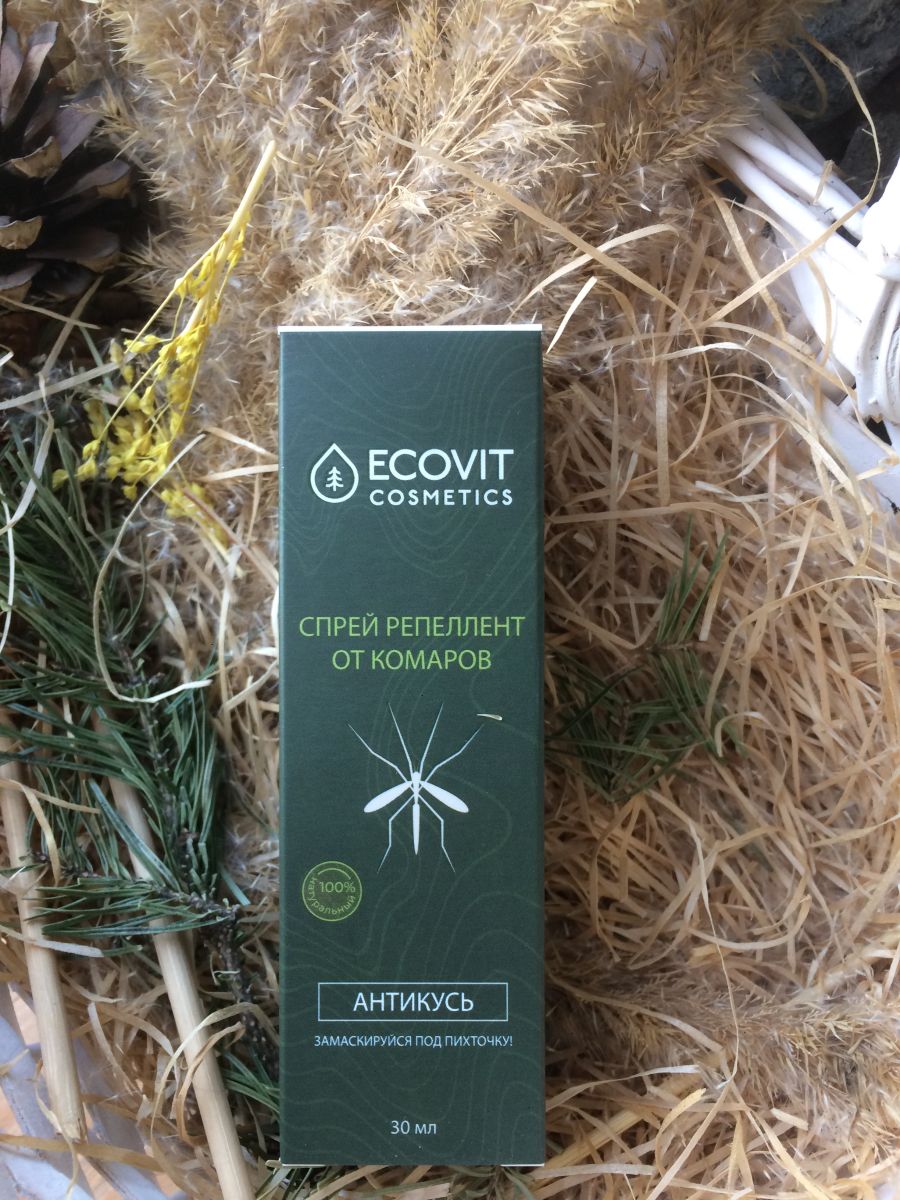 ECOVIT
COSMETICS
СПРЕЙ РЕПЕЛЛЕНТ
ОТ КОМАРОВ
100%
натуральный
АНТИКУСЬ
ЗАМАСКИРУЙСЯ ПОД ПИХТОЧКУ!
30 мл